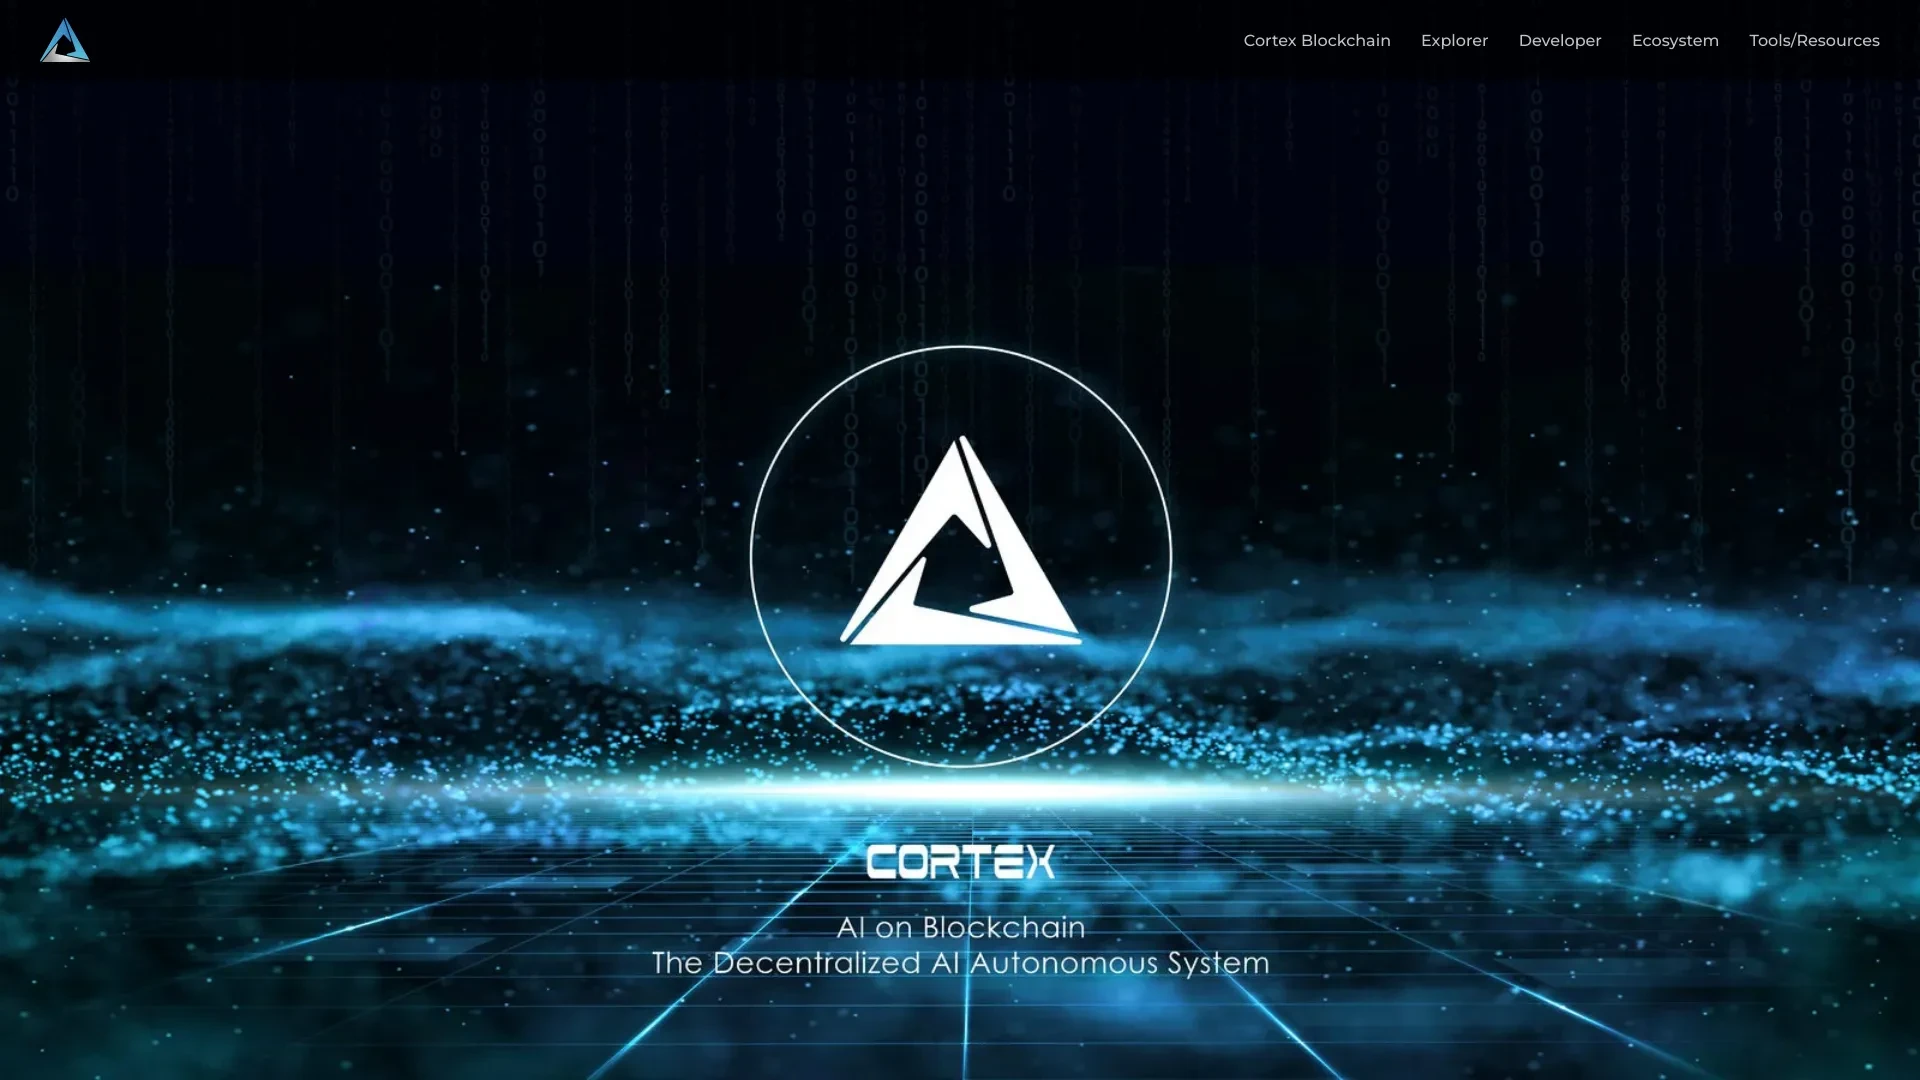 Cortex Blockchain
Explorer
Developer
Ecosystem
Tools/Resources
CORTEX
AI on Blockchain
The Decentralized AI Autonomous System